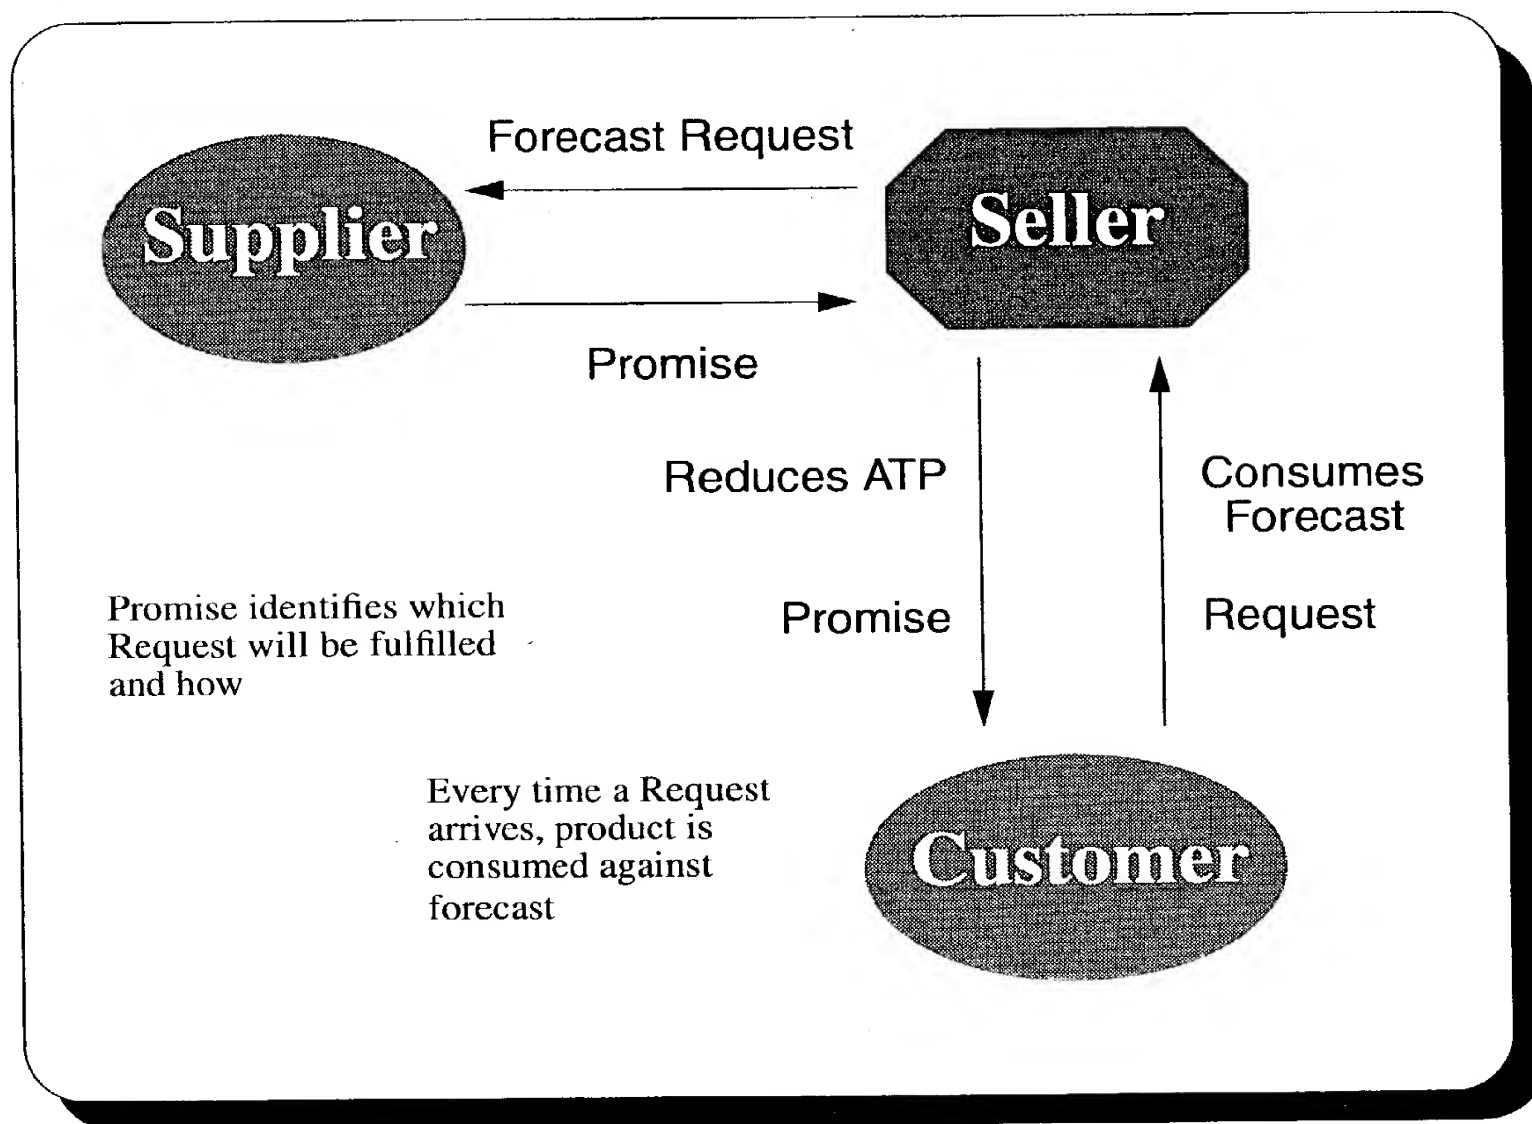 Forecast Request
Supplier
Seller
Promise
Reduces ATP
Consumes
Forecast
Promise
Request
Promise identifies which
Request will be fulfilled
and how
Every time a Request
arrives, product is
consumed against
forecast
Customer